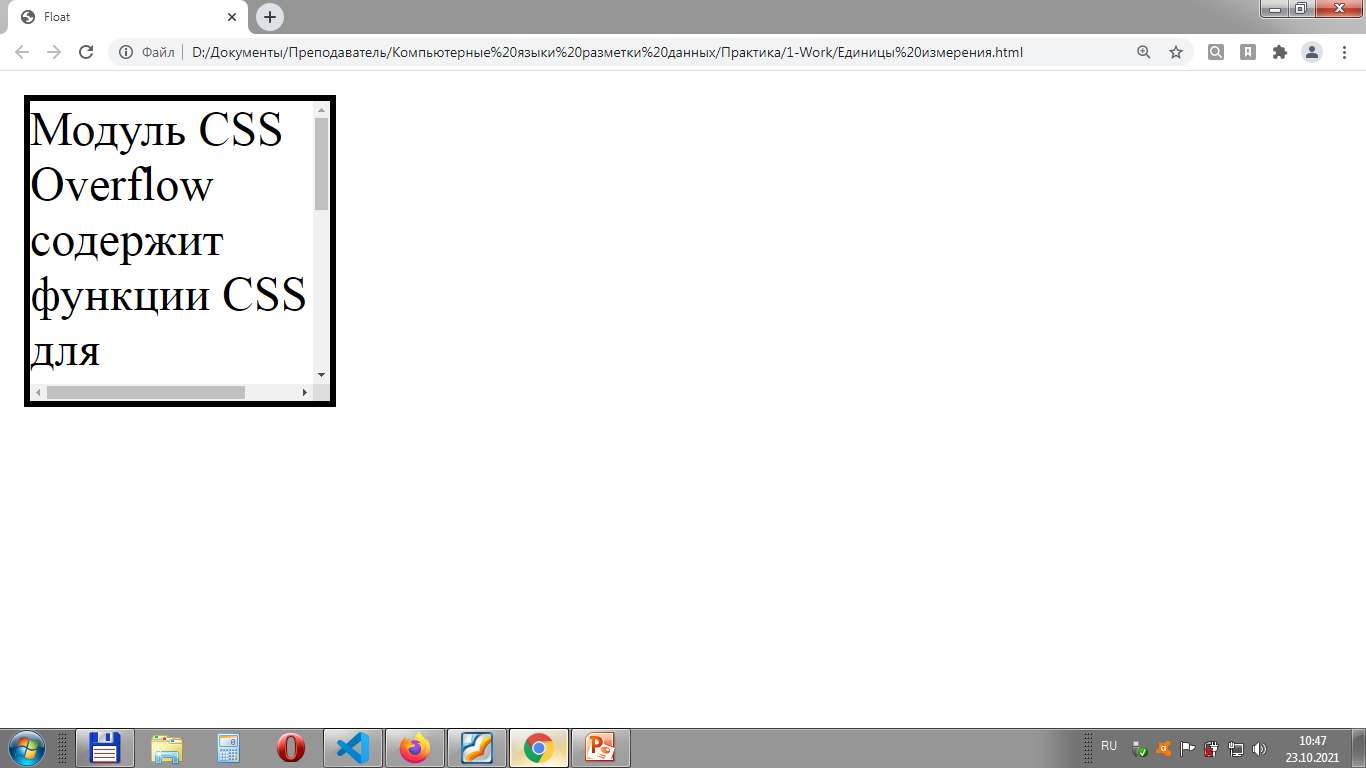 Float
Файл
D:/Документы/Преподаватель/Компьютерные%20языки%20разметки%20данных/Практика/1-Work/Единицы%20измерения.html
Модуль CSS
Overflow
содержит
функции CSS
для
RU
10:47
23.10.2021